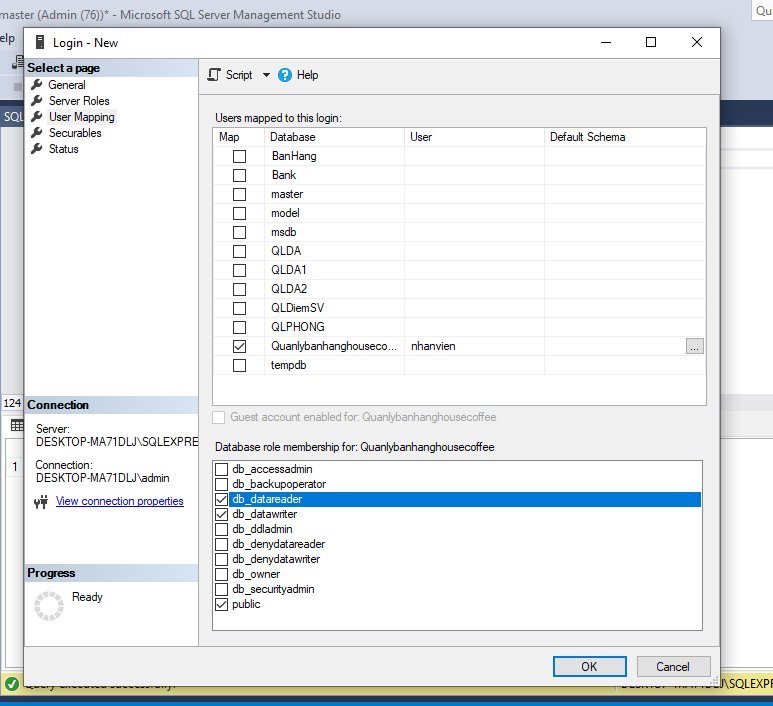 master (Admin (76))* - Microsoft SQL Server Management Studio
Qu
elp
SQL
Login - New
Select a page
General
Server Roles
User Mapping
Securables
Status
Script
Help
Users mapped to this login:
Map Database User Default Schema
BanHang
Bank
master
model
msdb
QLDA
QLDA1
QLDA2
QLDiemSV
QLPHONG
Quanlybanhanghouseco... nhanvien ...
tempdb
Guest account enabled for: Quanlybanhanghousecoffee
Database role membership for: Quanlybanhanghousecoffee
db_accessadmin
db_backupoperator
db_datareader
db_datawriter
db_ddladmin
db_denydatareader
db_denydatawriter
db_owner
db_securityadmin
public
124
1
Connection
Server:
DESKTOP-MA71DLJ\SQLEXPRE
Connection:
DESKTOP-MA71DLJ\admin
View connection properties
Progress
Ready
OK
Cancel
Query executed successfully.
DESKTOP-MA71DLJ\SQLEXPR